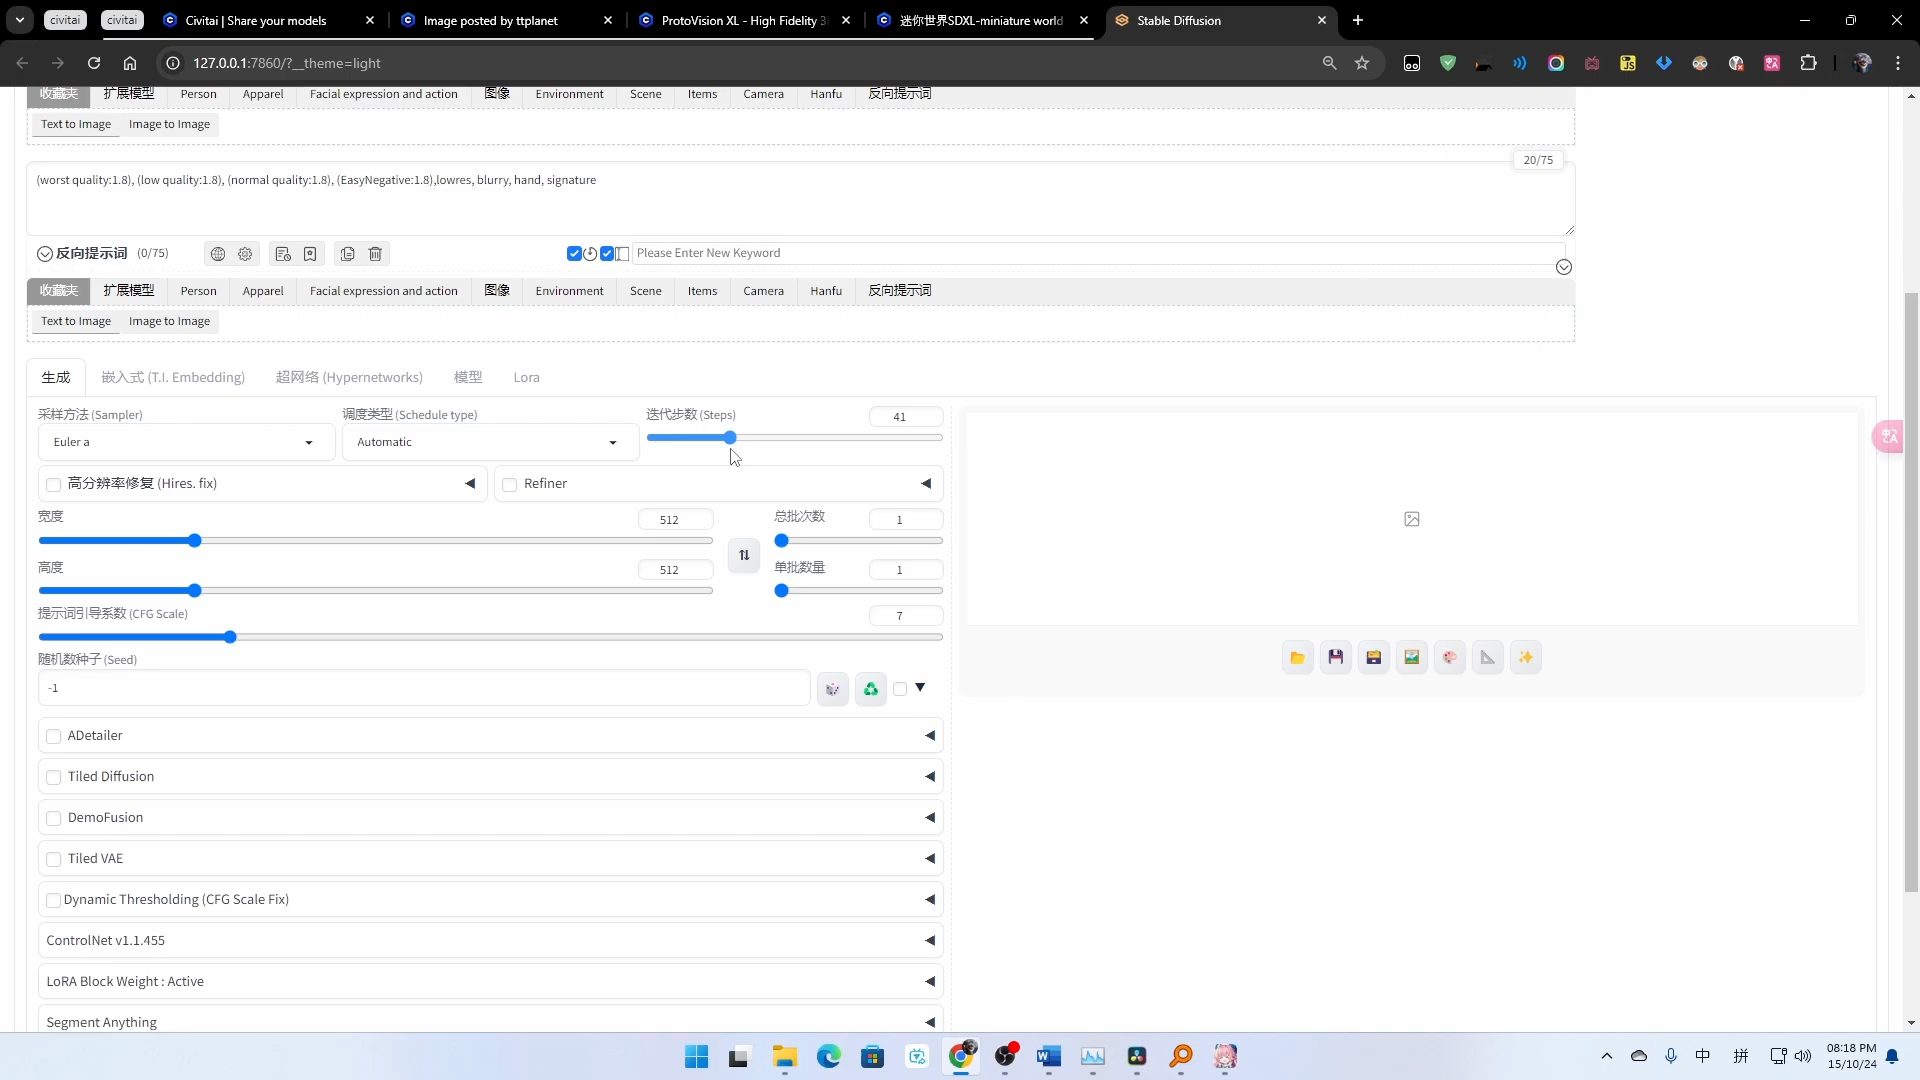 civitai
civitai
Civitai | Share your models
Image posted by ttplanet
ProtoVision XL - High Fidelity 3
迷你世界SDXL-miniature world
Stable Diffusion
127.0.0.1:7860/?__theme=light
收藏夹 扩展模型 Person Apparel Facial expression and action 图像 Environment Scene Items Camera Hanfu 反向提示词
Text to Image Image to Image
20/75
(worst quality:1.8), (low quality:1.8), (normal quality:1.8), (EasyNegative:1.8),lowres, blurry, hand, signature
反向提示词 (0/75) Please Enter New Keyword
收藏夹 扩展模型 Person Apparel Facial expression and action 图像 Environment Scene Items Camera Hanfu 反向提示词
Text to Image Image to Image
生成 嵌入式 (T.I. Embedding) 超网络 (Hypernetworks) 模型 Lora
采样方法 (Sampler) 调度类型 (Schedule type) 迭代步数 (Steps) 41
Euler a Automatic
高分辨率修复 (Hires. fix) Refiner
宽度 512 总批次数 1
高度 512 单批数量 1
提示词引导系数 (CFG Scale) 7
随机数种子 (Seed)
-1
ADetailer
Tiled Diffusion
DemoFusion
Tiled VAE
Dynamic Thresholding (CFG Scale Fix)
ControlNet v1.1.455
LoRA Block Weight : Active
Segment Anything
中 拼 08:18 PM
15/10/24